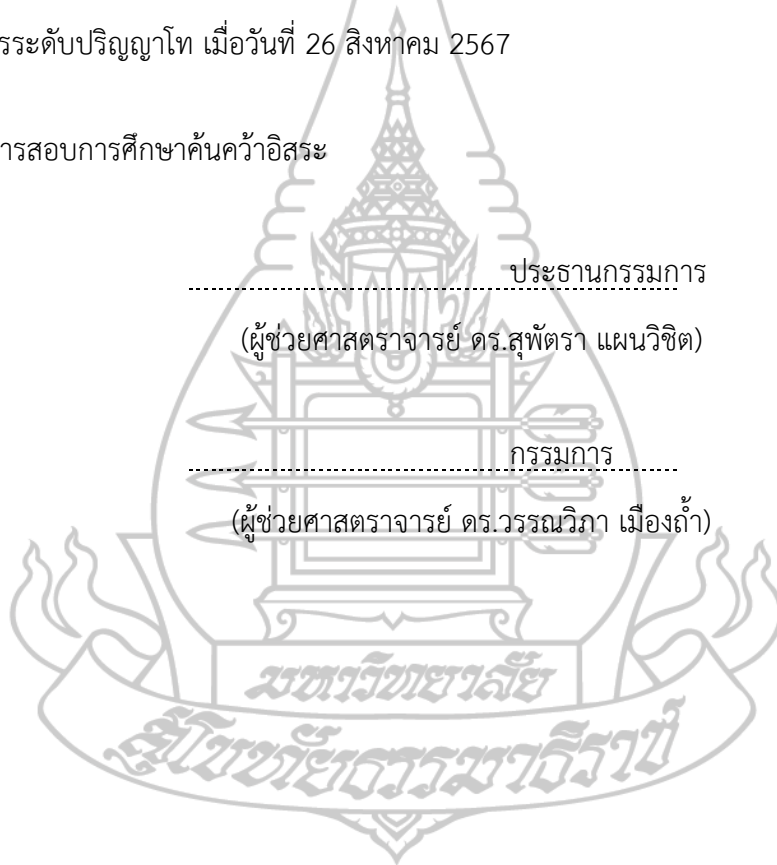 รระดับปริญญาโท เมื่อวันที่ 26 สิงหาคม 2567
ารสอบการศึกษาค้นคว้าอิสระ
ประธานกรรมการ
(ผู้ช่วยศาสตราจารย์ ดร.สุพัตรา แผนวิชิต)
กรรมการ
(ผู้ช่วยศาสตราจารย์ ดร.วรรณวิภา เมืองถ้ำ)
มหาวิทยาลัย
สุโขทัยธรรมาธิราช